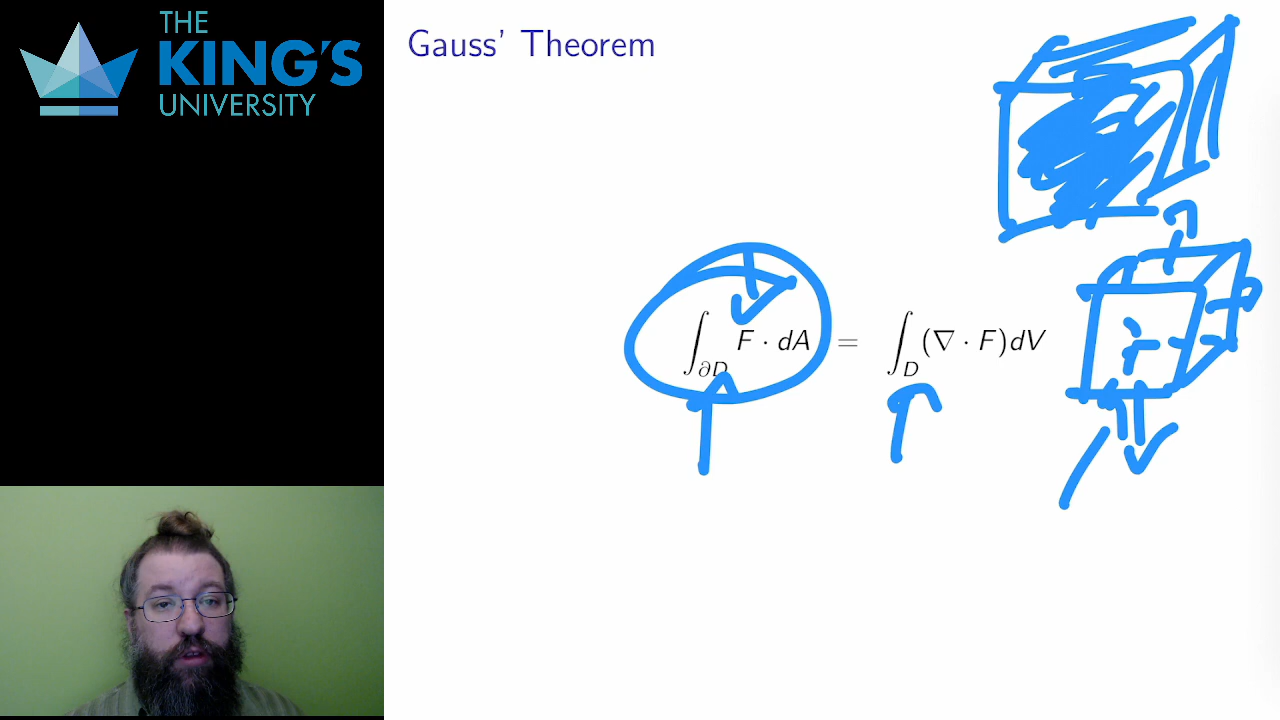 THE
KING'S
UNIVERSITY
Gauss' Theorem
∫∂D F · dA = ∫D (∇ · F)dV